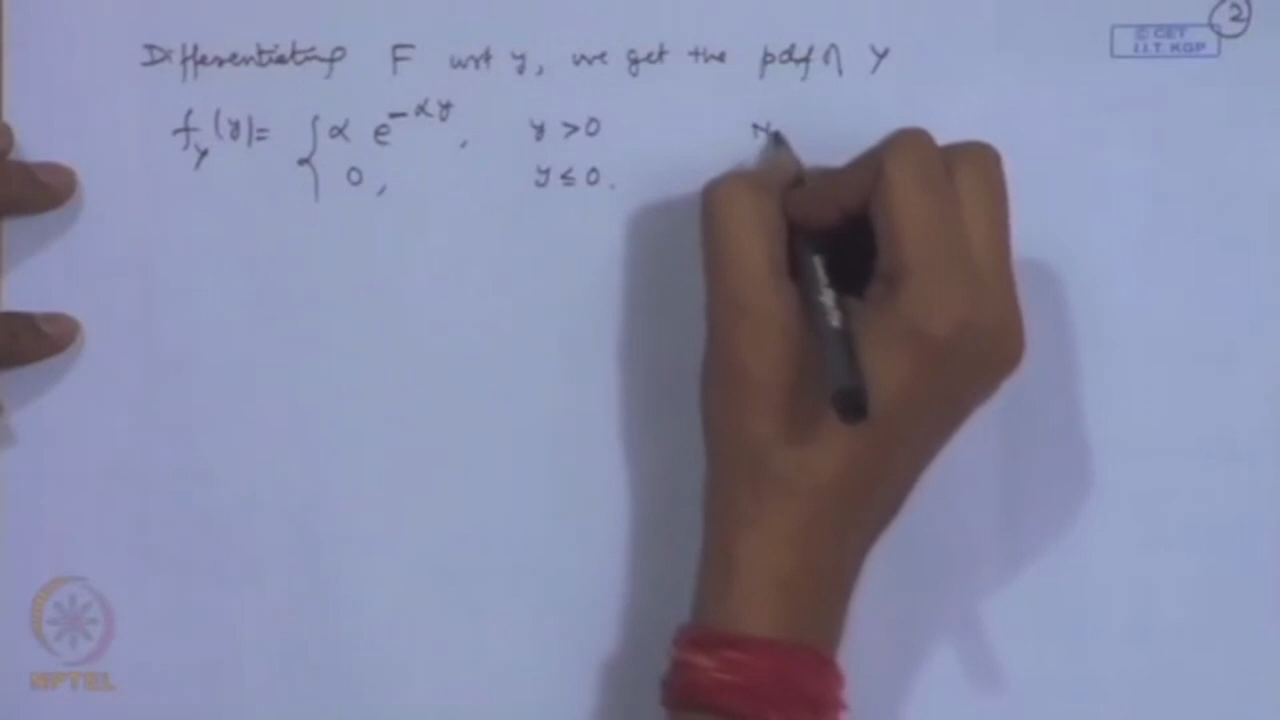 2
© CET
I.I.T. KGP
Differentiating F wrt y, we get the pdf of Y
f_Y(y) = { α e^{-αy}, y > 0
0, y ≤ 0.
NPTEL